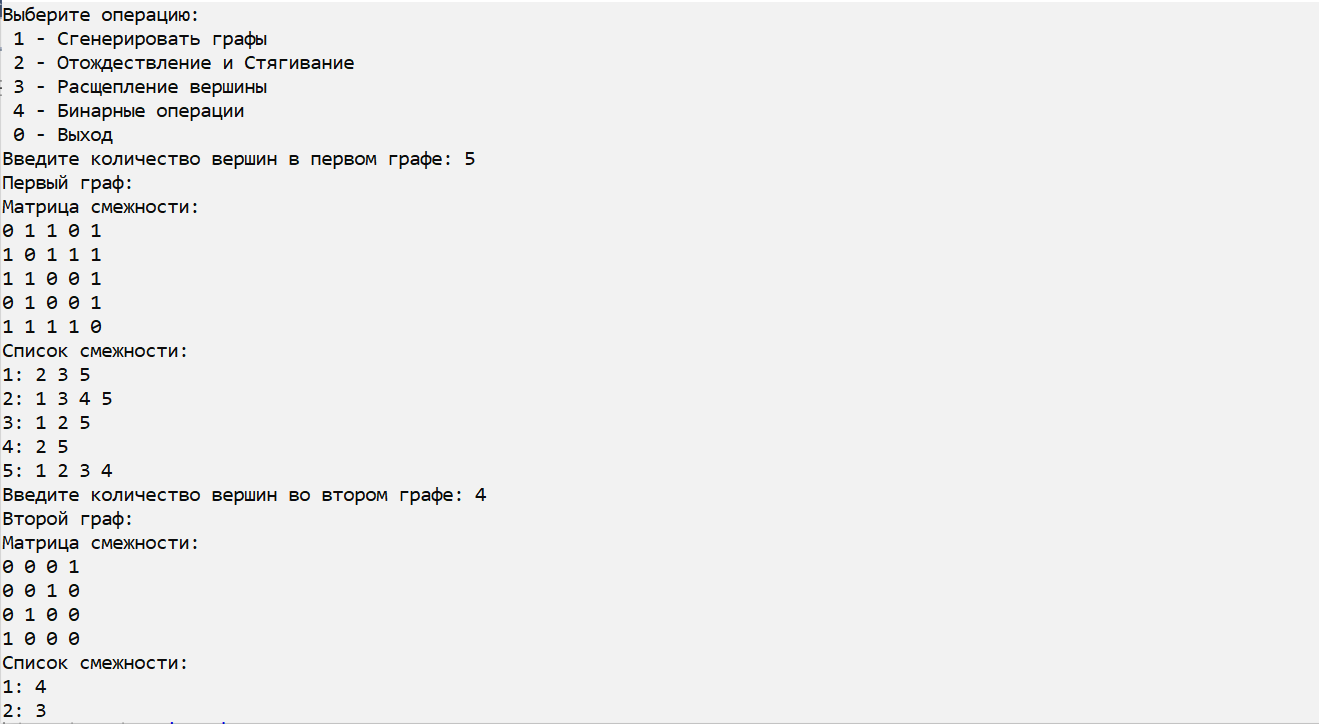 Выберите операцию:
1 - Сгенерировать графы
2 - Отождествление и Стягивание
3 - Расщепление вершины
4 - Бинарные операции
0 - Выход
Введите количество вершин в первом графе: 5
Первый граф:
Матрица смежности:
0 1 1 0 1
1 0 1 1 1
1 1 0 0 1
0 1 0 0 1
1 1 1 1 0
Список смежности:
1: 2 3 5
2: 1 3 4 5
3: 1 2 5
4: 2 5
5: 1 2 3 4
Введите количество вершин во втором графе: 4
Второй граф:
Матрица смежности:
0 0 0 1
0 0 1 0
0 1 0 0
1 0 0 0
Список смежности:
1: 4
2: 3